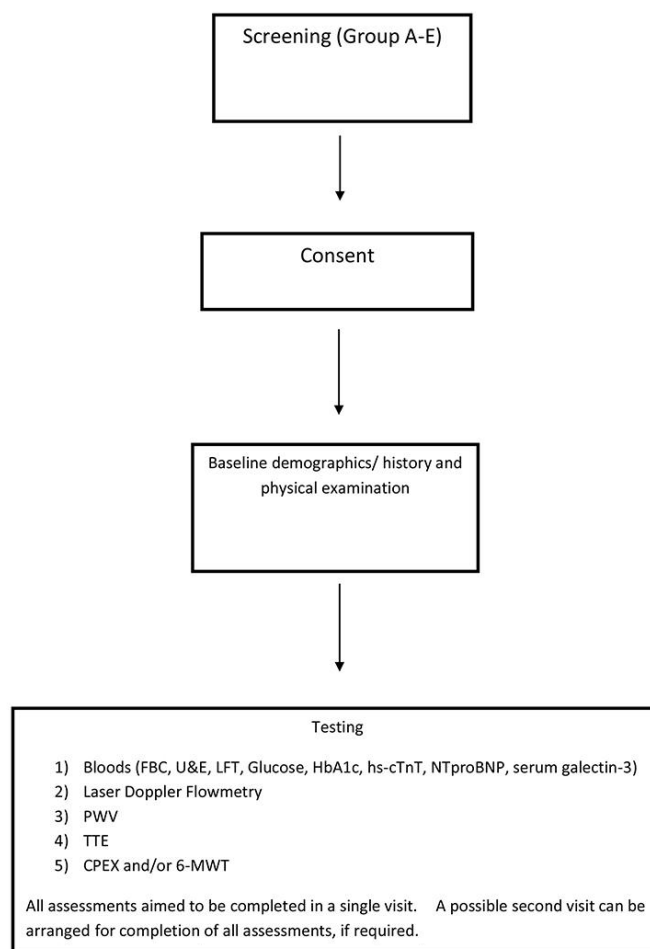 Screening (Group A-E)
Consent
Baseline demographics/ history and
physical examination
Testing
1) Bloods (FBC, U&E, LFT, Glucose, HbA1c, hs-cTnT, NTproBNP, serum galectin-3)
2) Laser Doppler Flowmetry
3) PWV
4) TTE
5) CPEX and/or 6-MWT
All assessments aimed to be completed in a single visit. A possible second visit can be
arranged for completion of all assessments, if required.